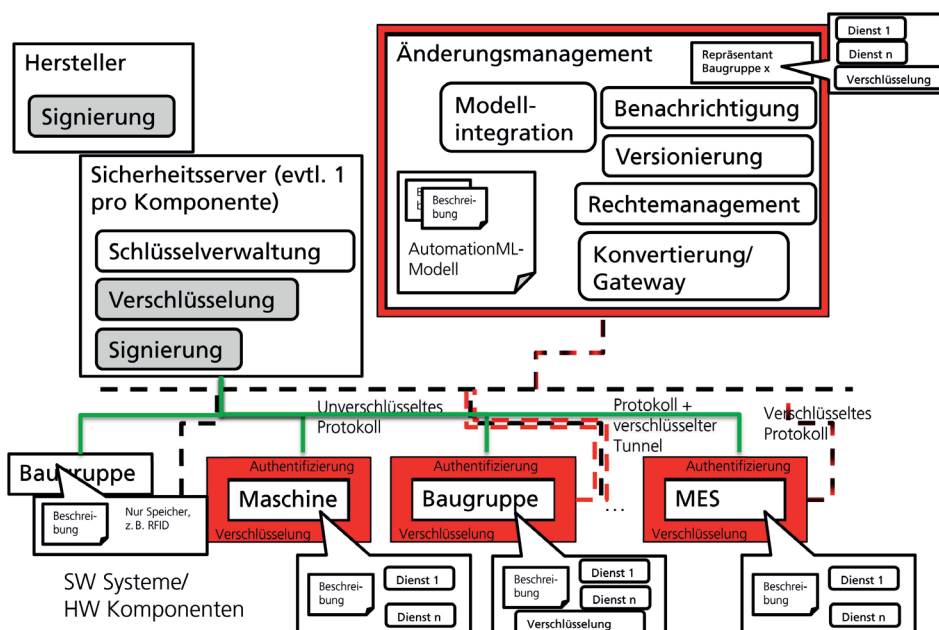 Hersteller
Signierung
Sicherheitsserver (evtl. 1
pro Komponente)
Schlüsselverwaltung
Verschlüsselung
Signierung
Änderungsmanagement
Repräsentant
Baugruppe x
Dienst 1
Dienst n
Verschlüsselung
Modell-
integration
Benachrichtigung
Versionierung
Rechtemanagement
Konvertierung/
Gateway
Be
b
Beschrei-
bung
AutomationML-
Modell
Unverschlüsseltes
Protokoll
Protokoll +
verschlüsselter
Tunnel
Verschlüsseltes
Protokoll
Baugruppe
Beschrei-
bung
Nur Speicher,
z. B. RFID
Authentifizierung
Maschine
Verschlüsselung
Authentifizierung
Baugruppe
Verschlüsselung
...
Authentifizierung
MES
Verschlüsselung
SW Systeme/
HW Komponenten
Beschrei-
bung
Dienst 1
Dienst n
Beschrei-
bung
Dienst 1
Dienst n
Verschlüsselung
Beschrei-
bung
Dienst 1
Dienst n